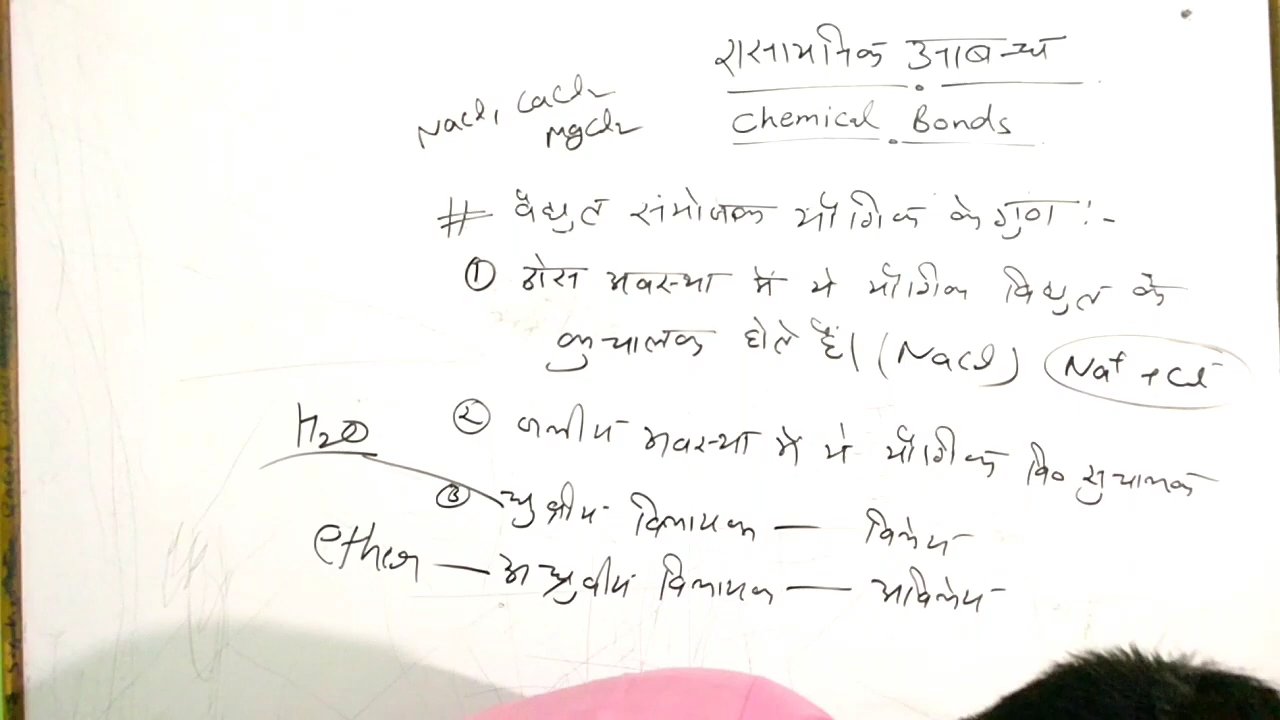 रासायनिक आबन्ध
Chemical Bonds
NaCl, CaCl₂
MgCl₂
# वैद्युत संयोजक यौगिक के गुण :-
① ठोस अवस्था में ये यौगिक विद्युत के
कुचालक होते हैं। (NaCl) Na⁺ + Cl⁻
② जलीय अवस्था में ये यौगिक वि० सुचालक
H₂O
③ ध्रुवीय विलायक — विलेय
ether — अध्रुवीय विलायक — अविलेय